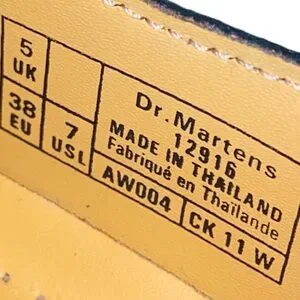 5
UK
38
EU
7
USL
Dr. Martens
12916
MADE IN THAILAND
Fabriqué en Thaïlande
AW004
CK 11 W